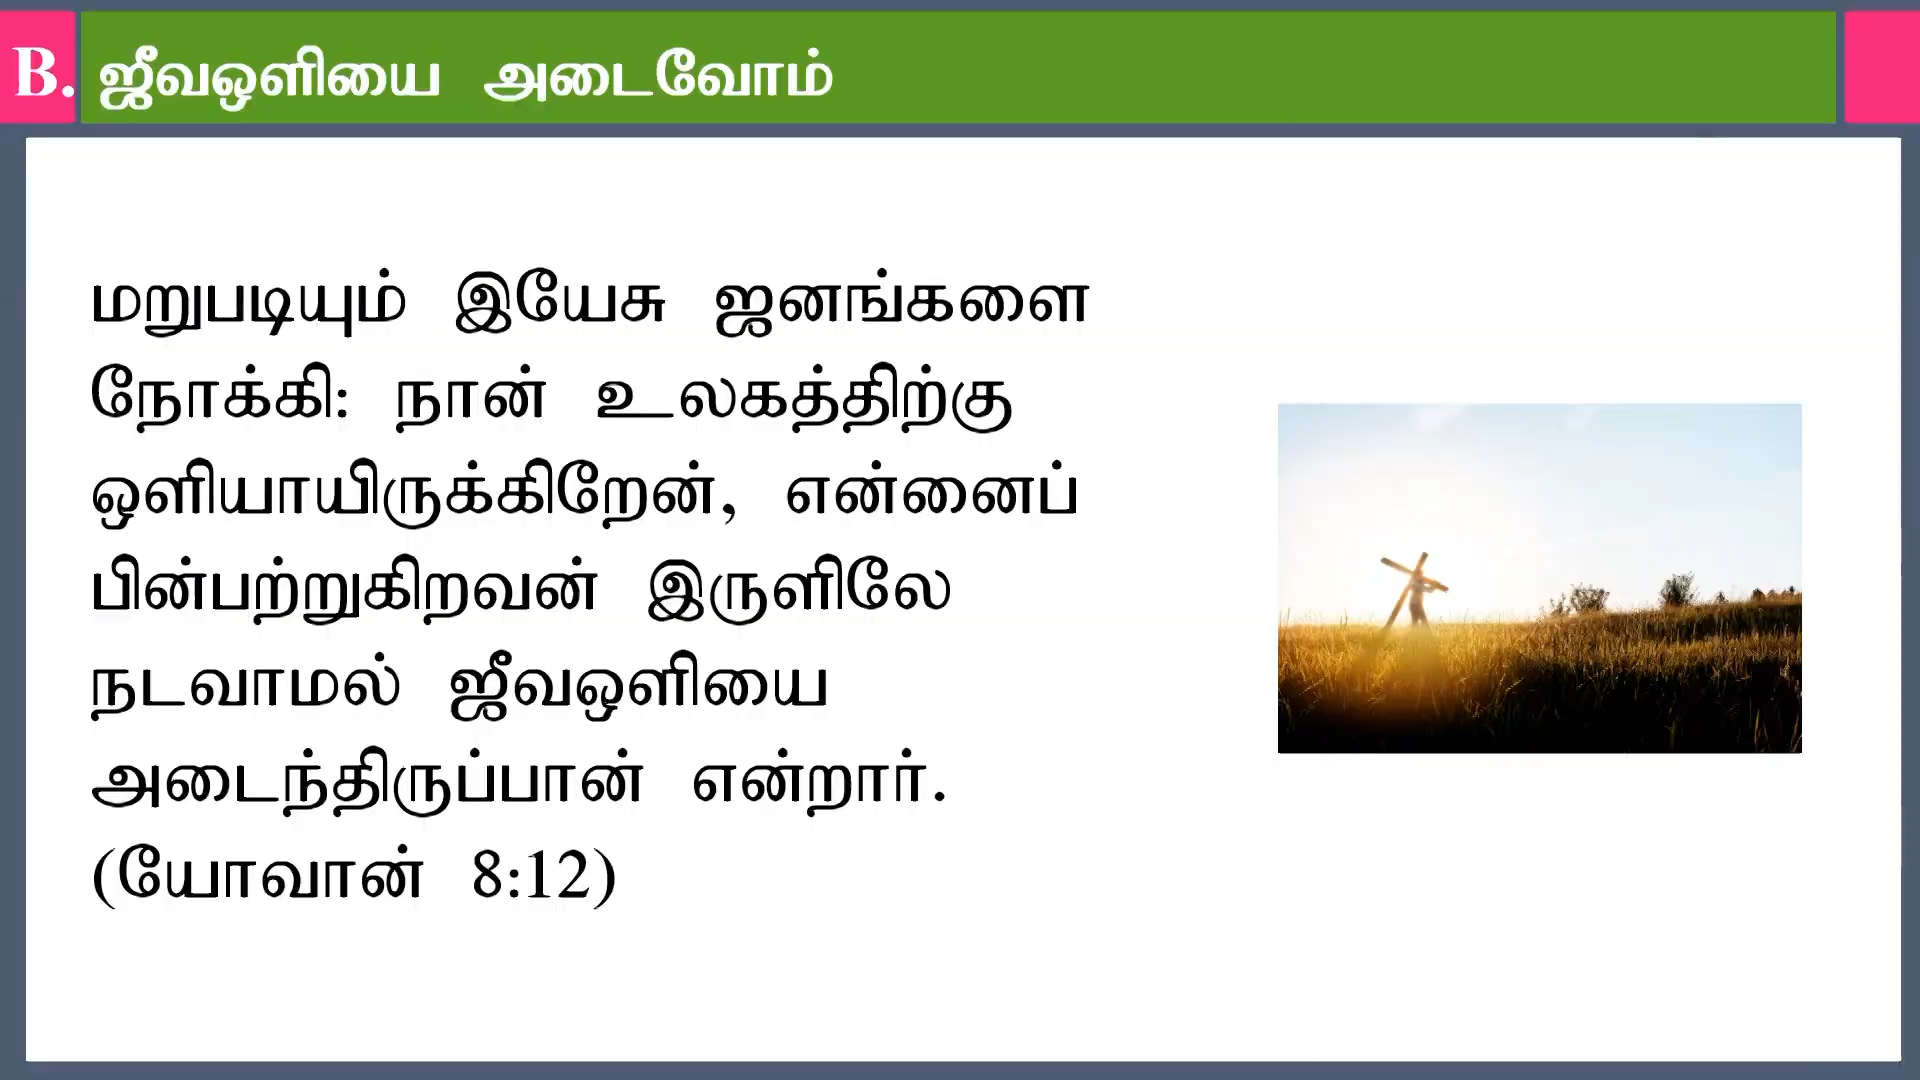 B. ஜீவஒளியை அடைவோம்
மறுபடியும் இயேசு ஜனங்களை
நோக்கி: நான் உலகத்திற்கு
ஒளியாயிருக்கிறேன், என்னைப்
பின்பற்றுகிறவன் இருளிலே
நடவாமல் ஜீவஒளியை
அடைந்திருப்பான் என்றார்.
(யோவான் 8:12)